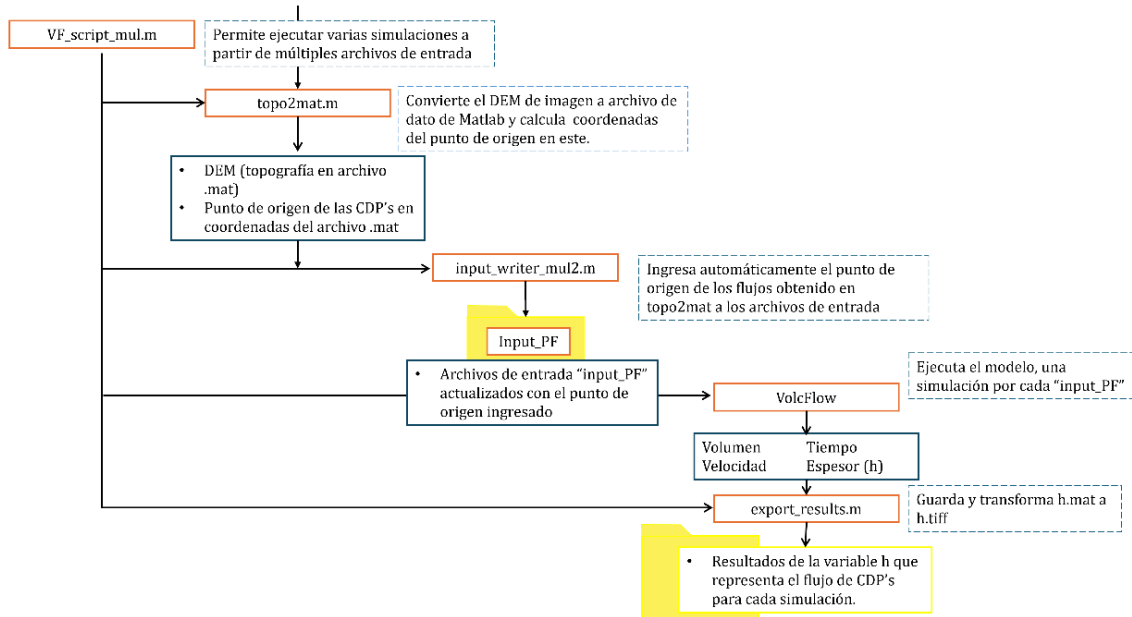 VF_script_mul.m
Permite ejecutar varias simulaciones a
partir de múltiples archivos de entrada
topo2mat.m
Convierte el DEM de imagen a archivo de
dato de Matlab y calcula coordenadas
del punto de origen en este.
• DEM (topografía en archivo
.mat)
• Punto de origen de las CDP's en
coordenadas del archivo .mat
input_writer_mul2.m
Ingresa automáticamente el punto de
origen de los flujos obtenido en
topo2mat a los archivos de entrada
Input_PF
• Archivos de entrada “input_PF”
actualizados con el punto de
origen ingresado
Ejecuta el modelo, una
simulación por cada “input_PF”
VolcFlow
Volumen Tiempo
Velocidad Espesor (h)
export_results.m
Guarda y transforma h.mat a
h.tiff
• Resultados de la variable h que
representa el flujo de CDP's
para cada simulación.